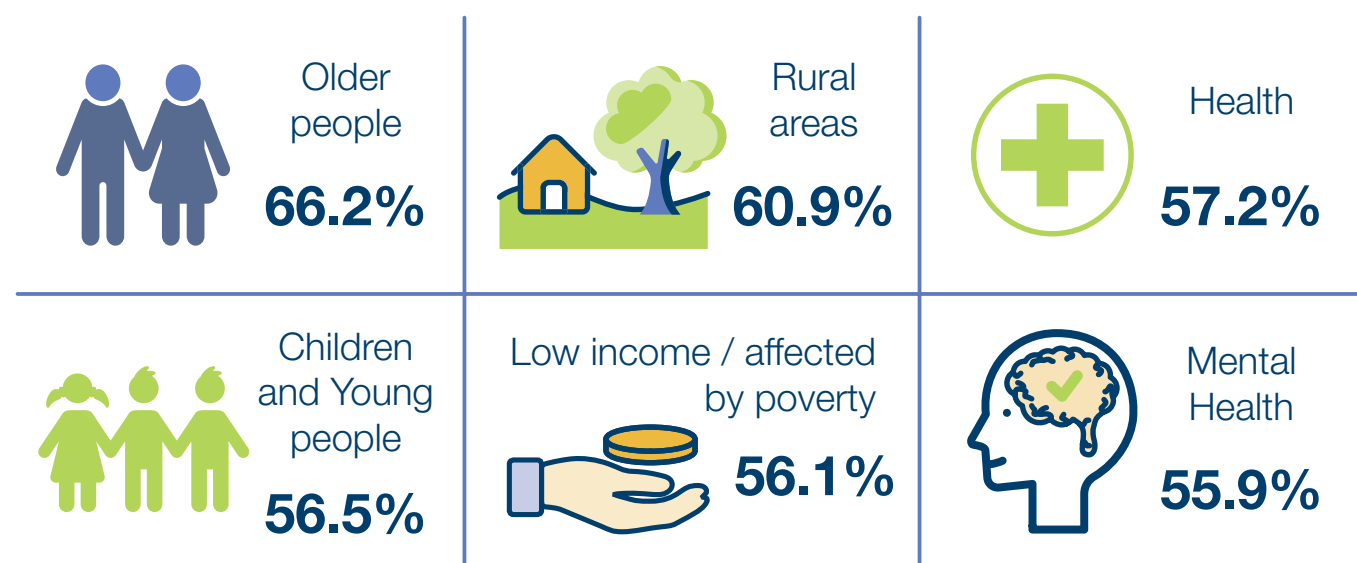 Older
people
66.2%
Rural
areas
60.9%
Health
57.2%
Children
and Young
people
56.5%
Low income / affected
by poverty
56.1%
Mental
Health
55.9%